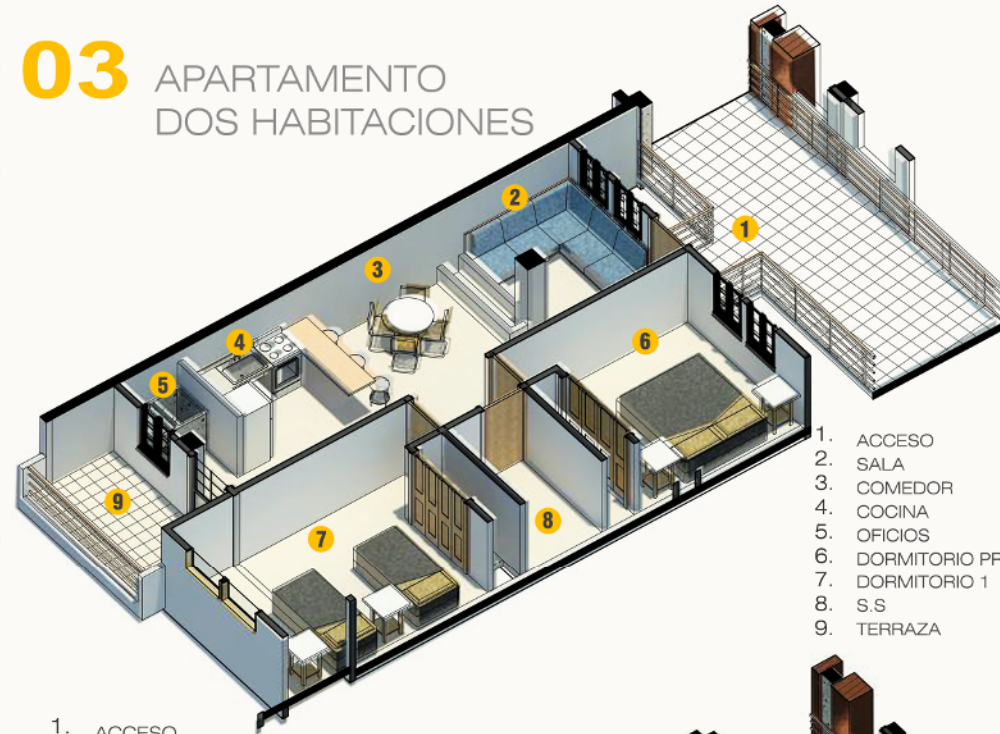 03 APARTAMENTO
DOS HABITACIONES
2
1
3
4
6
5
9
8
7
1. ACCESO
2. SALA
3. COMEDOR
4. COCINA
5. OFICIOS
6. DORMITORIO PR
7. DORMITORIO 1
8. S.S
9. TERRAZA
1. ACCESO